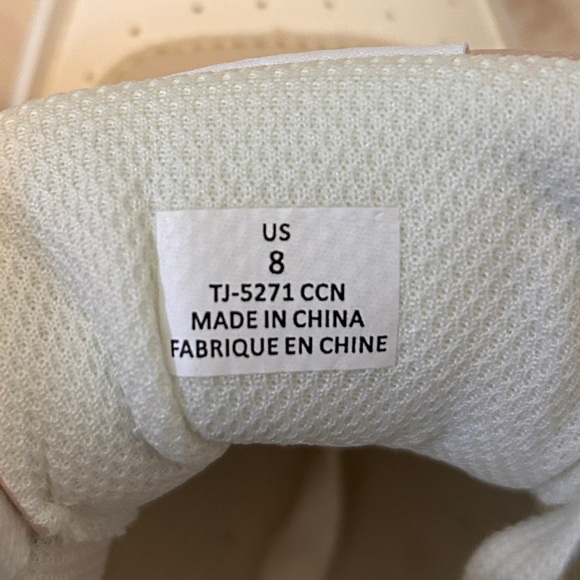 US
8
TJ-5271 CCN
MADE IN CHINA
FABRIQUE EN CHINE